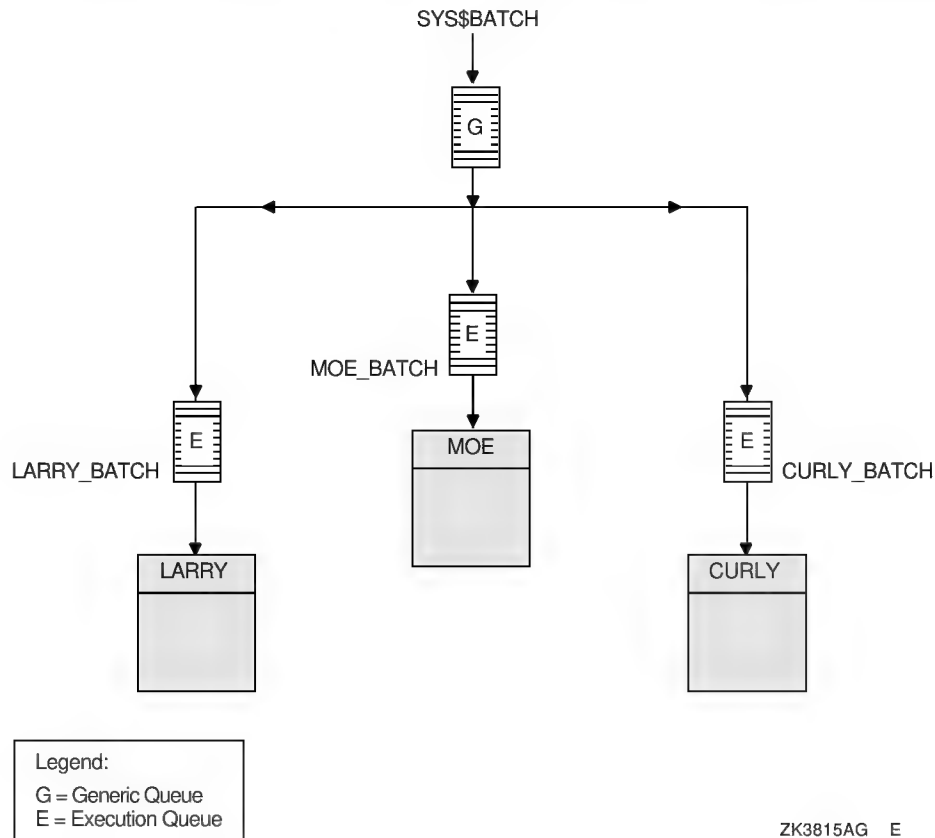 SYS$BATCH
G
E
MOE_BATCH
MOE
E
LARRY_BATCH
E
CURLY_BATCH
LARRY
CURLY
Legend:
G = Generic Queue
E = Execution Queue
ZK3815AG E